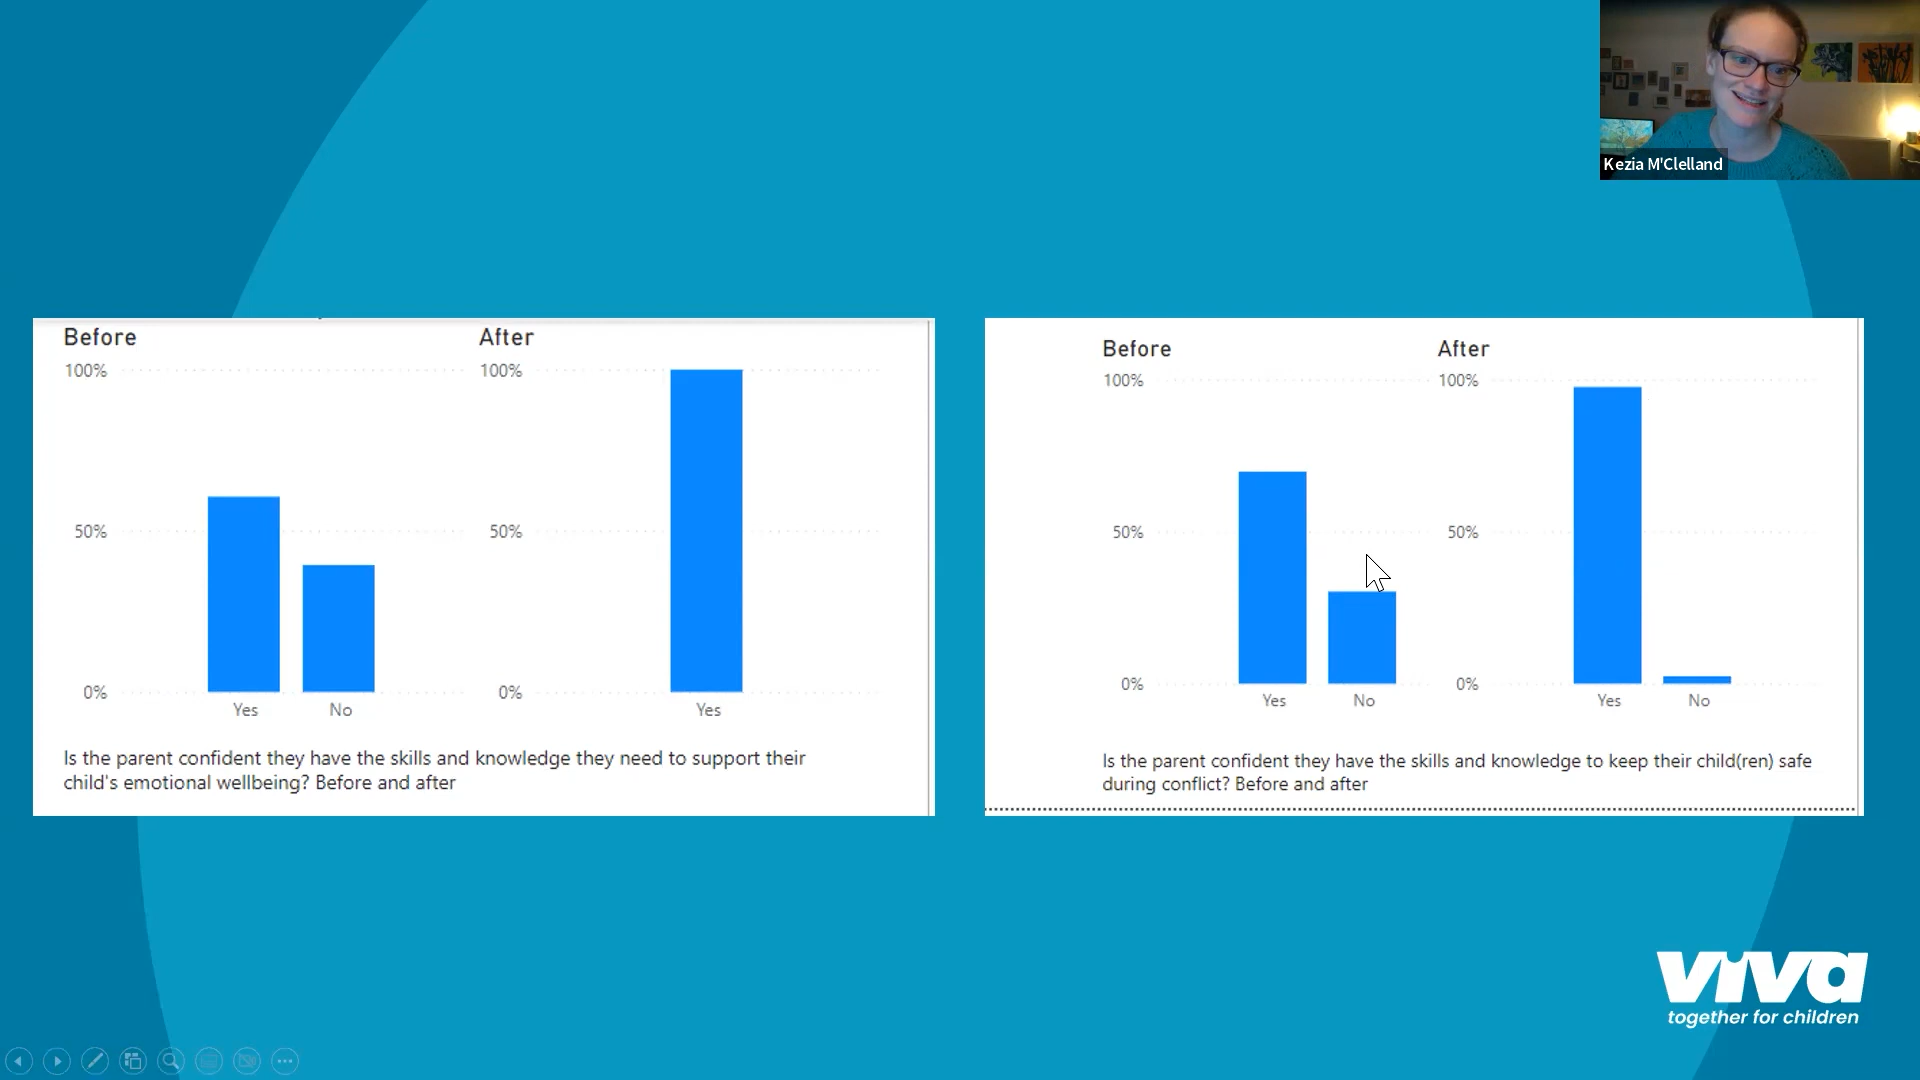 Kezia M'Clelland
Before
100%
50%
0%
Yes
No
After
100%
50%
0%
Yes
Is the parent confident they have the skills and knowledge they need to support their
child's emotional wellbeing? Before and after
Before
100%
50%
0%
Yes
No
After
100%
50%
0%
Yes
No
Is the parent confident they have the skills and knowledge to keep their child(ren) safe
during conflict? Before and after
viva
together for children